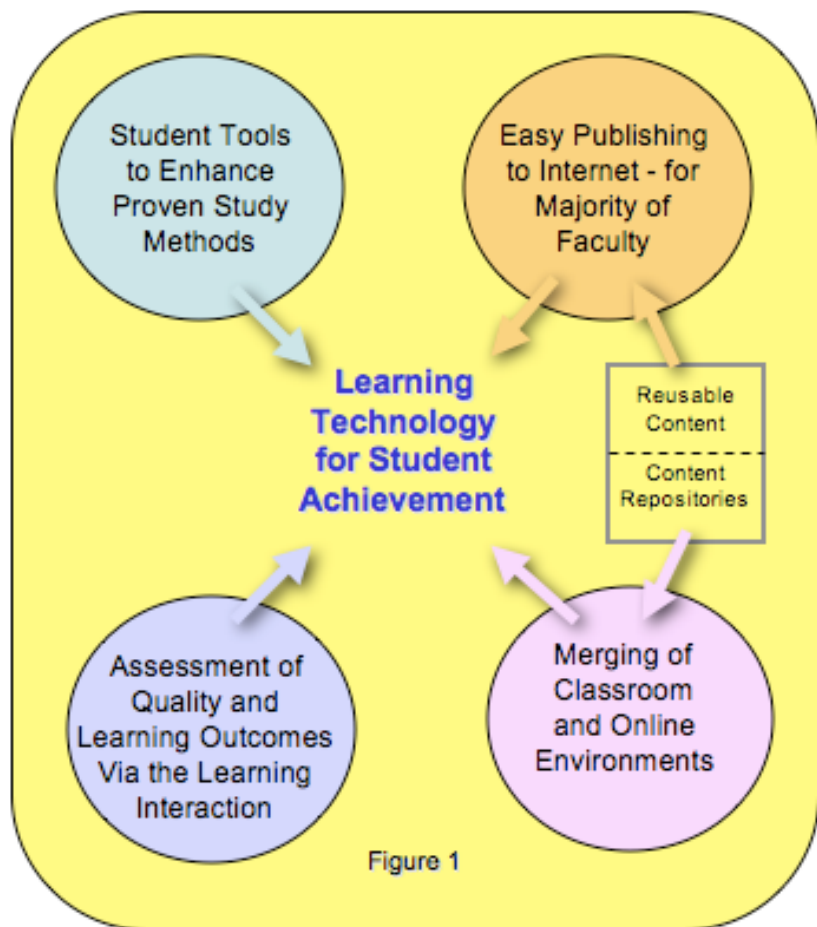 Student Tools
to Enhance
Proven Study
Methods
Easy Publishing
to Internet - for
Majority of
Faculty
Learning
Technology
for Student
Achievement
Reusable
Content
Content
Repositories
Assessment of
Quality and
Learning Outcomes
Via the Learning
Interaction
Merging of
Classroom
and Online
Environments
Figure 1